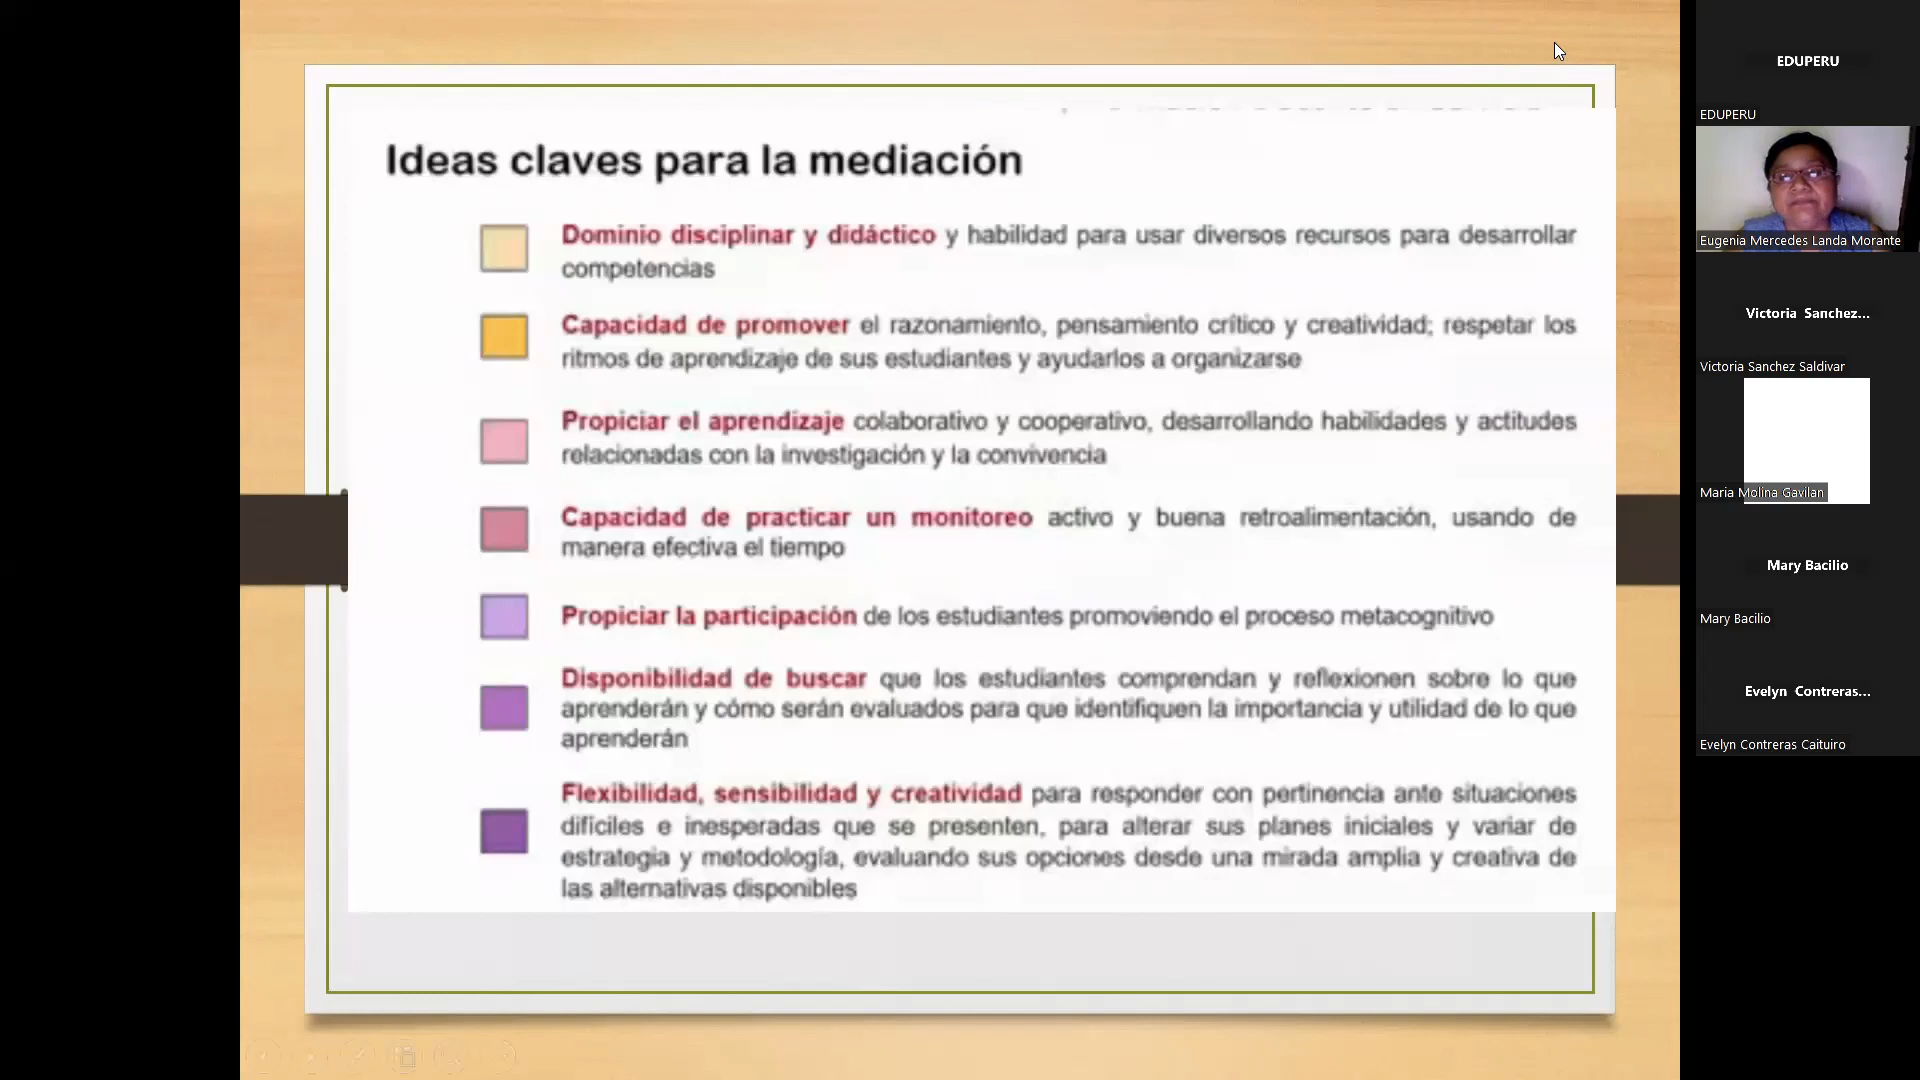 Ideas claves para la mediación
Dominio disciplinar y didáctico y habilidad para usar diversos recursos para desarrollar
competencias
Capacidad de promover el razonamiento, pensamiento crítico y creatividad; respetar los
ritmos de aprendizaje de sus estudiantes y ayudarlos a organizarse
Propiciar el aprendizaje colaborativo y cooperativo, desarrollando habilidades y actitudes
relacionadas con la investigación y la convivencia
Capacidad de practicar un monitoreo activo y buena retroalimentación, usando de
manera efectiva el tiempo
Propiciar la participación de los estudiantes promoviendo el proceso metacognitivo
Disponibilidad de buscar que los estudiantes comprendan y reflexionen sobre lo que
aprenderán y cómo serán evaluados para que identifiquen la importancia y utilidad de lo que
aprenderán
Flexibilidad, sensibilidad y creatividad para responder con pertinencia ante situaciones
difíciles e inesperadas que se presenten, para alterar sus planes iniciales y variar de
estrategia y metodología, evaluando sus opciones desde una mirada amplia y creativa de
las alternativas disponibles
EDUPERU
EDUPERU
Eugenia Mercedes Landa Morante
Victoria Sanchez...
Victoria Sanchez Saldivar
Maria Molina Gavilan
Mary Bacilio
Mary Bacilio
Evelyn Contreras...
Evelyn Contreras Caituiro